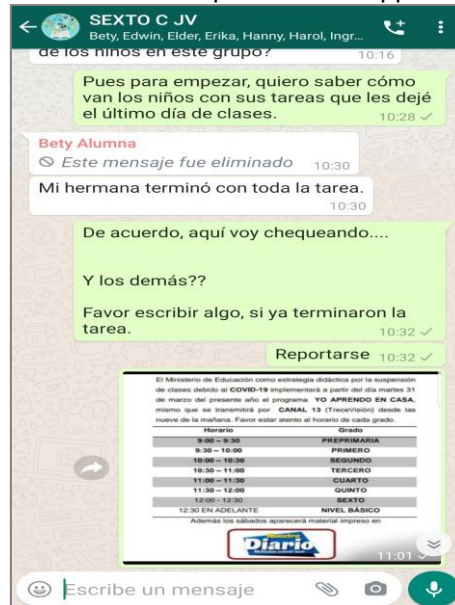 SEXTO C JV
Bety, Edwin, Elder, Erika, Hanny, Harol, Ingr...
de los niños en este grupo?
10:16
Pues para empezar, quiero saber cómo
van los niños con sus tareas que les dejé
el último día de clases.
10:28
Bety Alumna
Este mensaje fue eliminado 10:30
Mi hermana terminó con toda la tarea.
10:30
De acuerdo, aquí voy chequeando....
Y los demás??
Favor escribir algo, si ya terminaron la
tarea.
10:32
Reportarse 10:32
El Ministerio de Educación como estrategia didáctica por la suspensión
de clases debido al COVID-19 implementará a partir del día martes 31
de marzo del presente año el programa YO APRENDO EN CASA,
mismo que se transmitirá por CANAL 13 (TreceVisión) desde las
nueve de la mañana. Favor estar atento al horario de cada grado.
Horario Grado
9:00 – 9:30 PREPRIMARIA
9:30 – 10:00 PRIMERO
10:00 – 10:30 SEGUNDO
10:30 – 11:00 TERCERO
11:00 – 11:30 CUARTO
11:30 – 12:00 QUINTO
12:00 - 12:30 SEXTO
12:30 EN ADELANTE NIVEL BÁSICO
Además los sábados aparecerá material impreso en
Nuestro
Diario
11:01
Escribe un mensaje